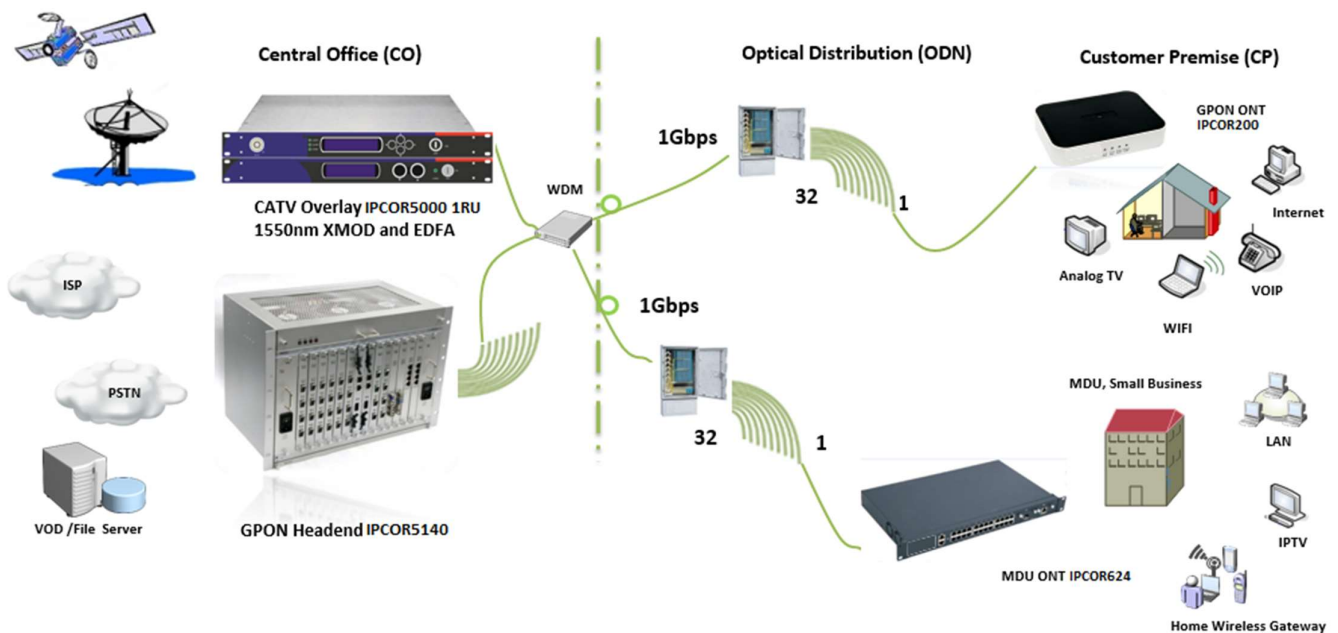 Central Office (CO)
Optical Distribution (ODN)
Customer Premise (CP)
GPON ONT
IPCOR200
1Gbps
WDM
32
1
CATV Overlay IPCOR5000 1RU
1550nm XMOD and EDFA
Internet
Analog TV
VOIP
WIFI
ISP
1Gbps
PSTN
MDU, Small Business
32
1
LAN
VOD /File Server
GPON Headend IPCOR5140
IPTV
MDU ONT IPCOR624
Home Wireless Gateway